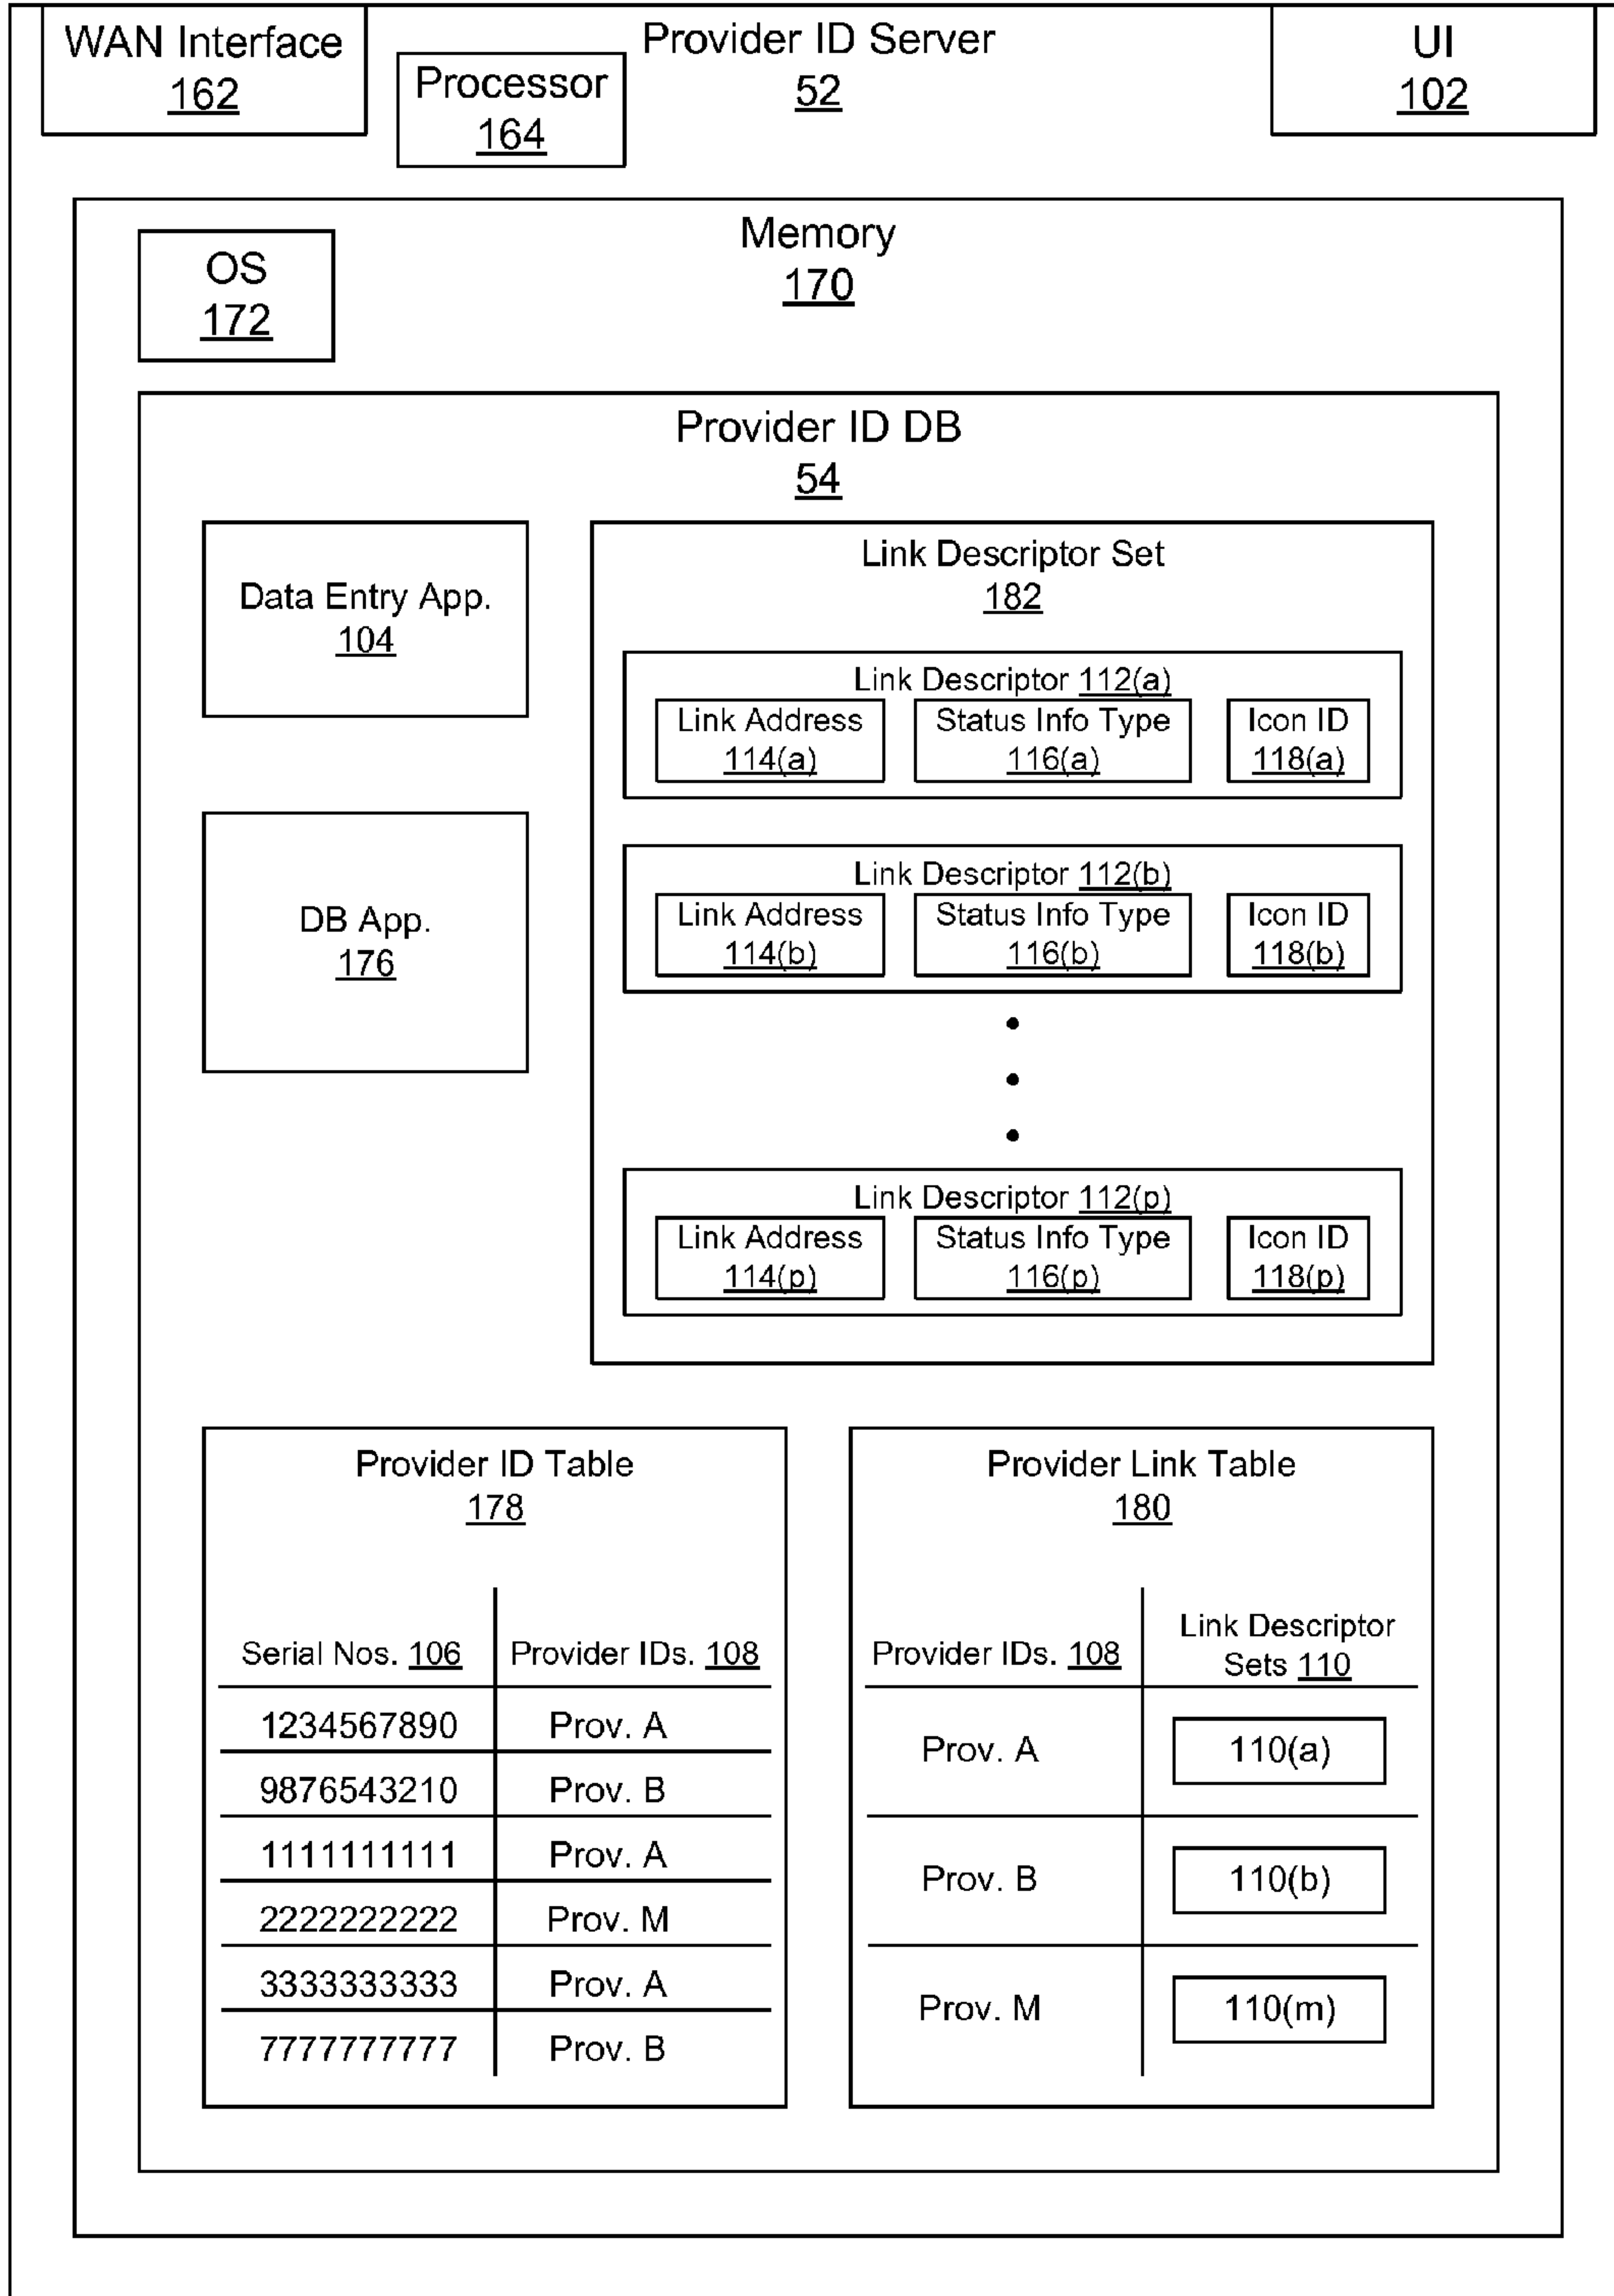 WAN Interface
162
Processor
164
Provider ID Server
52
UI
102
Memory
170
OS
172
Provider ID DB
54
Data Entry App.
104
DB App.
176
Link Descriptor Set
182
Link Descriptor 112(a)
Link Address
114(a)
Status Info Type
116(a)
Icon ID
118(a)
Link Descriptor 112(b)
Link Address
114(b)
Status Info Type
116(b)
Icon ID
118(b)
Link Descriptor 112(p)
Link Address
114(p)
Status Info Type
116(p)
Icon ID
118(p)
Provider ID Table
178
Serial Nos. 106 Provider IDs. 108
1234567890 Prov. A
9876543210 Prov. B
1111111111 Prov. A
2222222222 Prov. M
3333333333 Prov. A
7777777777 Prov. B
Provider Link Table
180
Provider IDs. 108
Link Descriptor
Sets 110
Prov. A 110(a)
Prov. B 110(b)
Prov. M 110(m)